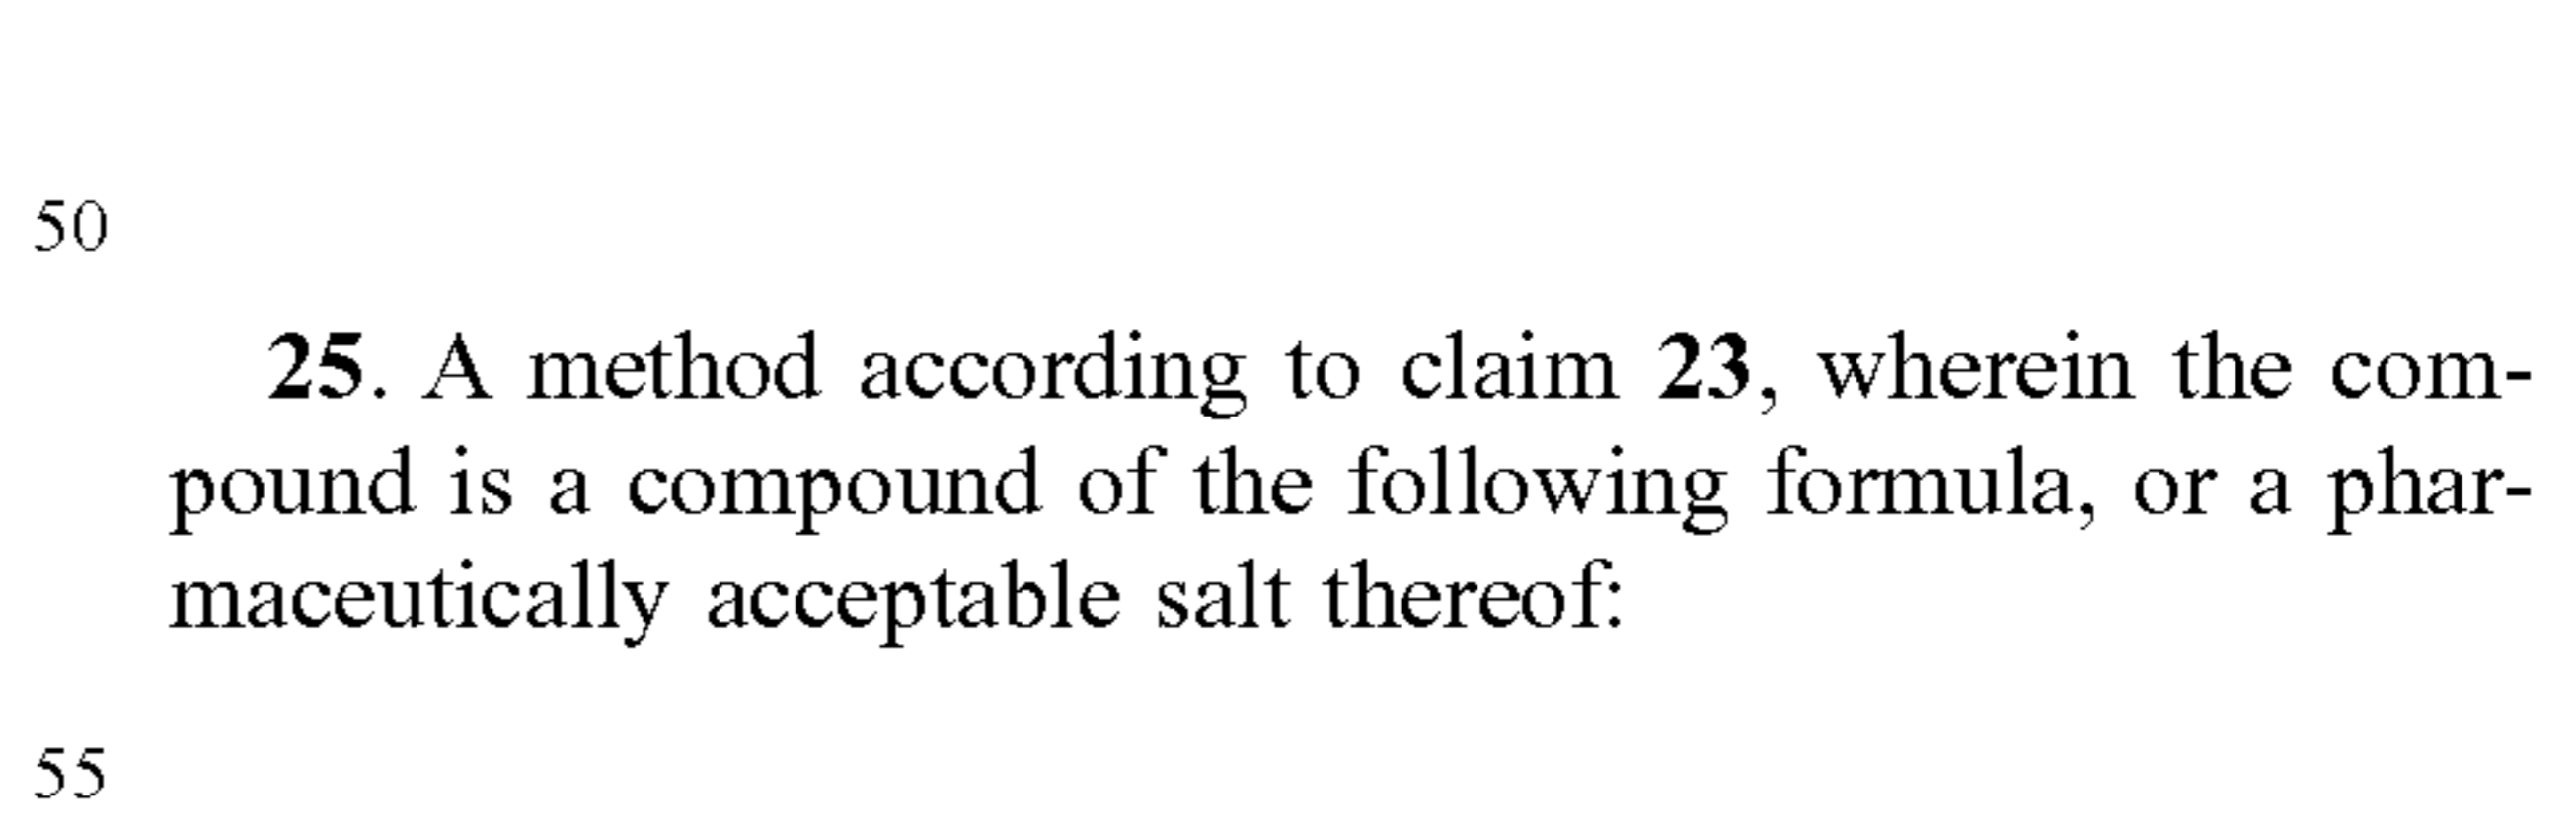 50
25. A method according to claim 23, wherein the com-
pound is a compound of the following formula, or a phar-
maceutically acceptable salt thereof:
55